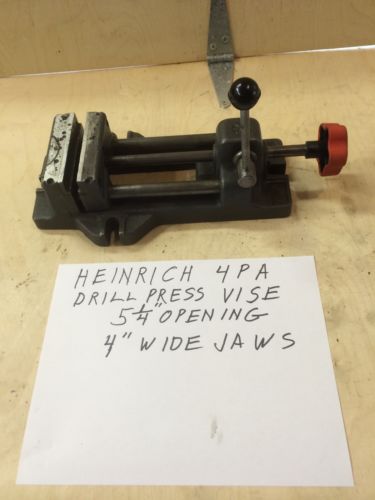 HEINRICH 4PA
DRILL PRESS VISE
5¼" OPENING
4" WIDE JAWS